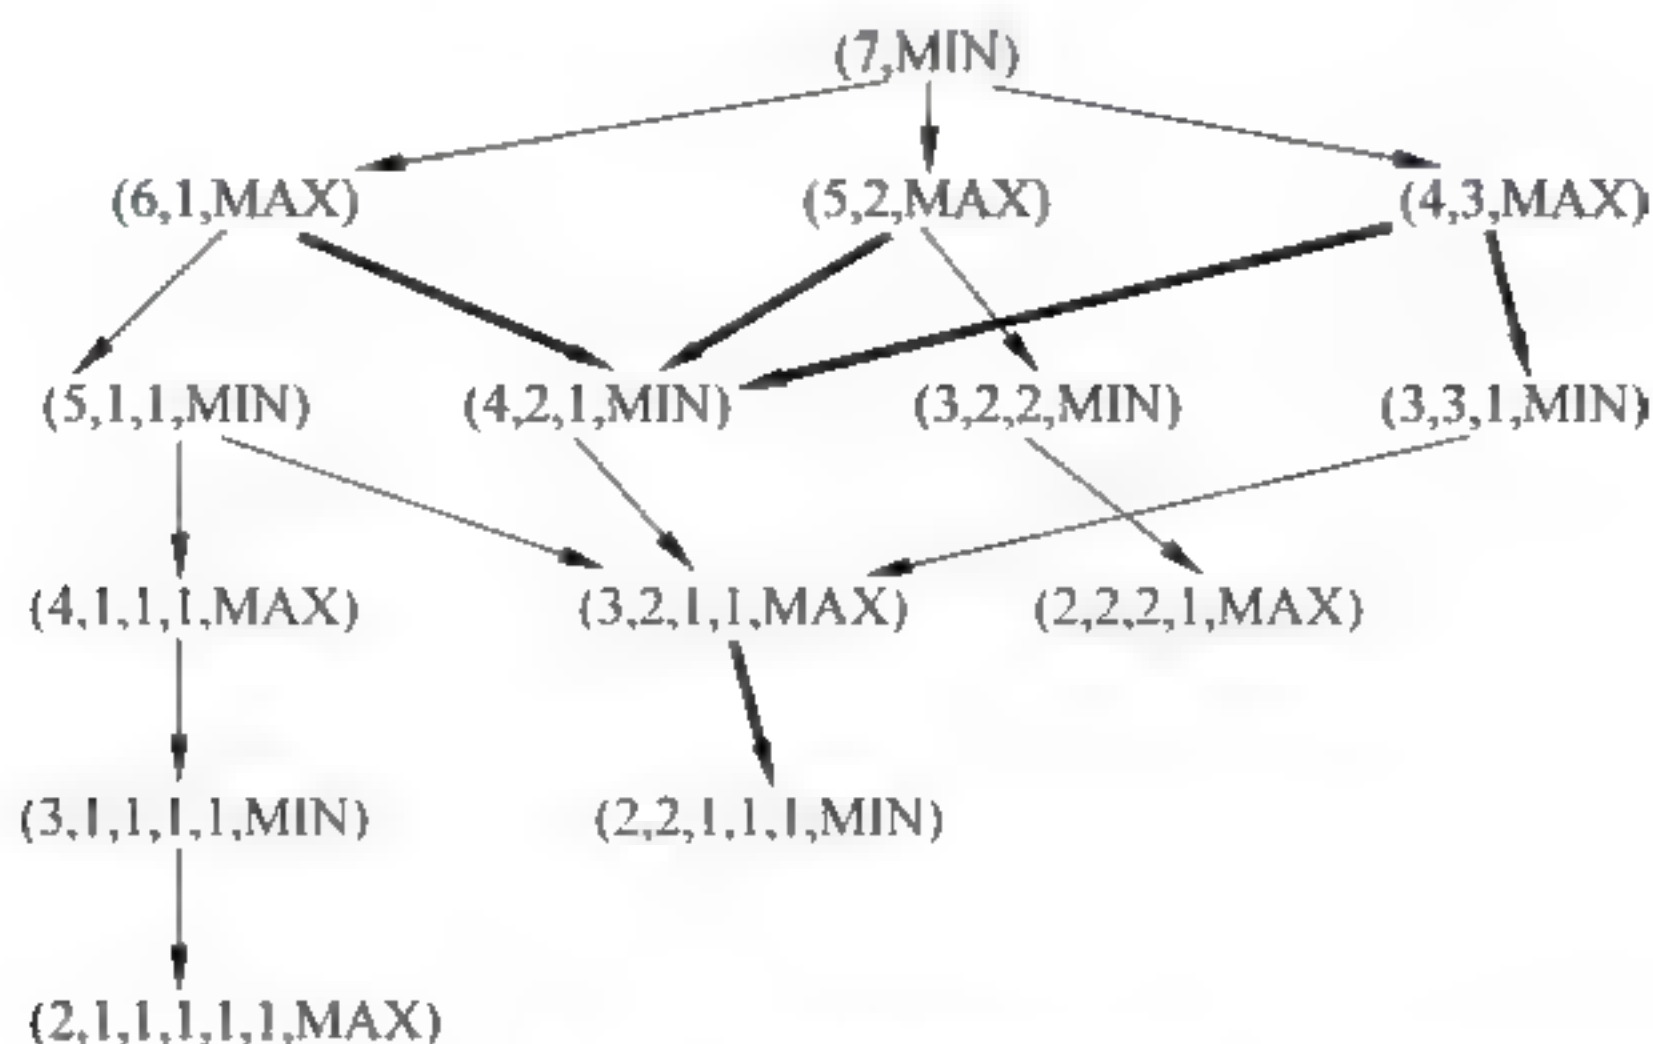 (7,MIN)
(6,1,MAX)
(5,2,MAX)
(4,3,MAX)
(5,1,1,MIN)
(4,2,1,MIN)
(3,2,2,MIN)
(3,3,1,MIN)
(4,1,1,1,MAX)
(3,2,1,1,MAX)
(2,2,2,1,MAX)
(3,1,1,1,1,MIN)
(2,2,1,1,1,MIN)
(2,1,1,1,1,1,MAX)